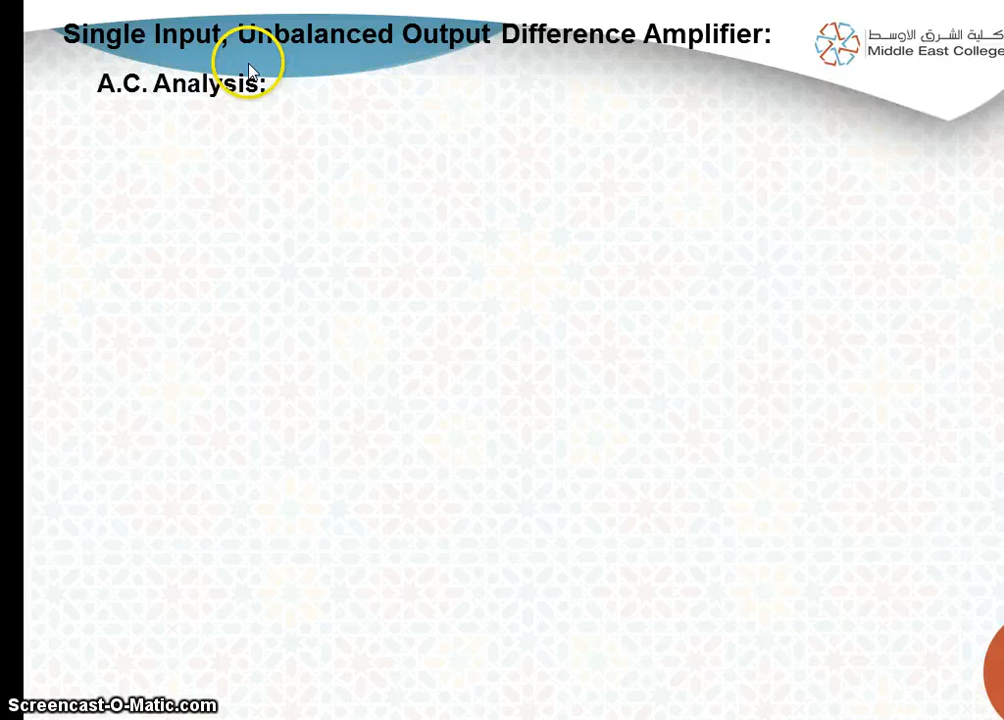 Single Input, Unbalanced Output Difference Amplifier:
كلية الشرق الاوسط
Middle East College
A.C. Analysis:
Screencast-O-Matic.com